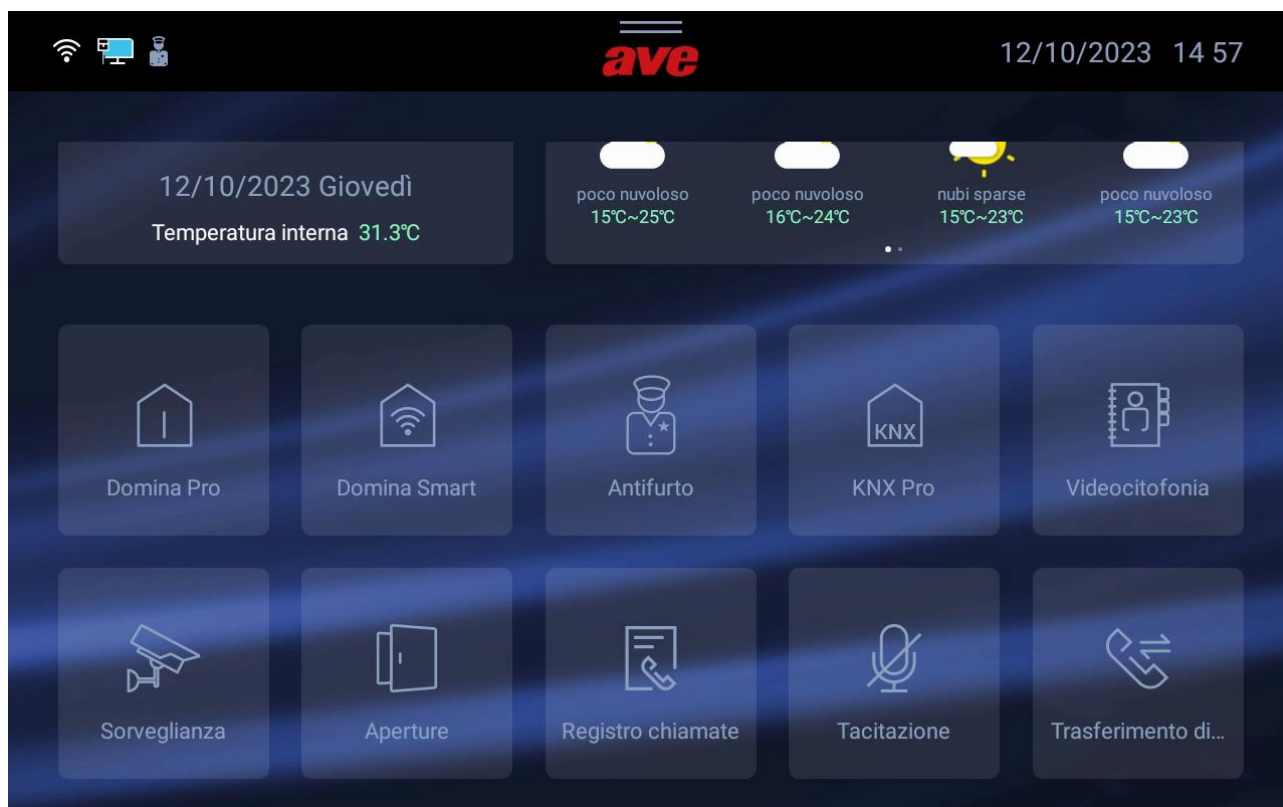 ave
12/10/2023 14 57
12/10/2023 Giovedì
Temperatura interna 31.3℃
poco nuvoloso
15℃~25℃
poco nuvoloso
16℃~24℃
nubi sparse
15℃~23℃
poco nuvoloso
15℃~23℃
Domina Pro
Domina Smart
Antifurto
KNX
KNX Pro
Videocitofonia
Sorveglianza
Aperture
Registro chiamate
Tacitazione
Trasferimento di...